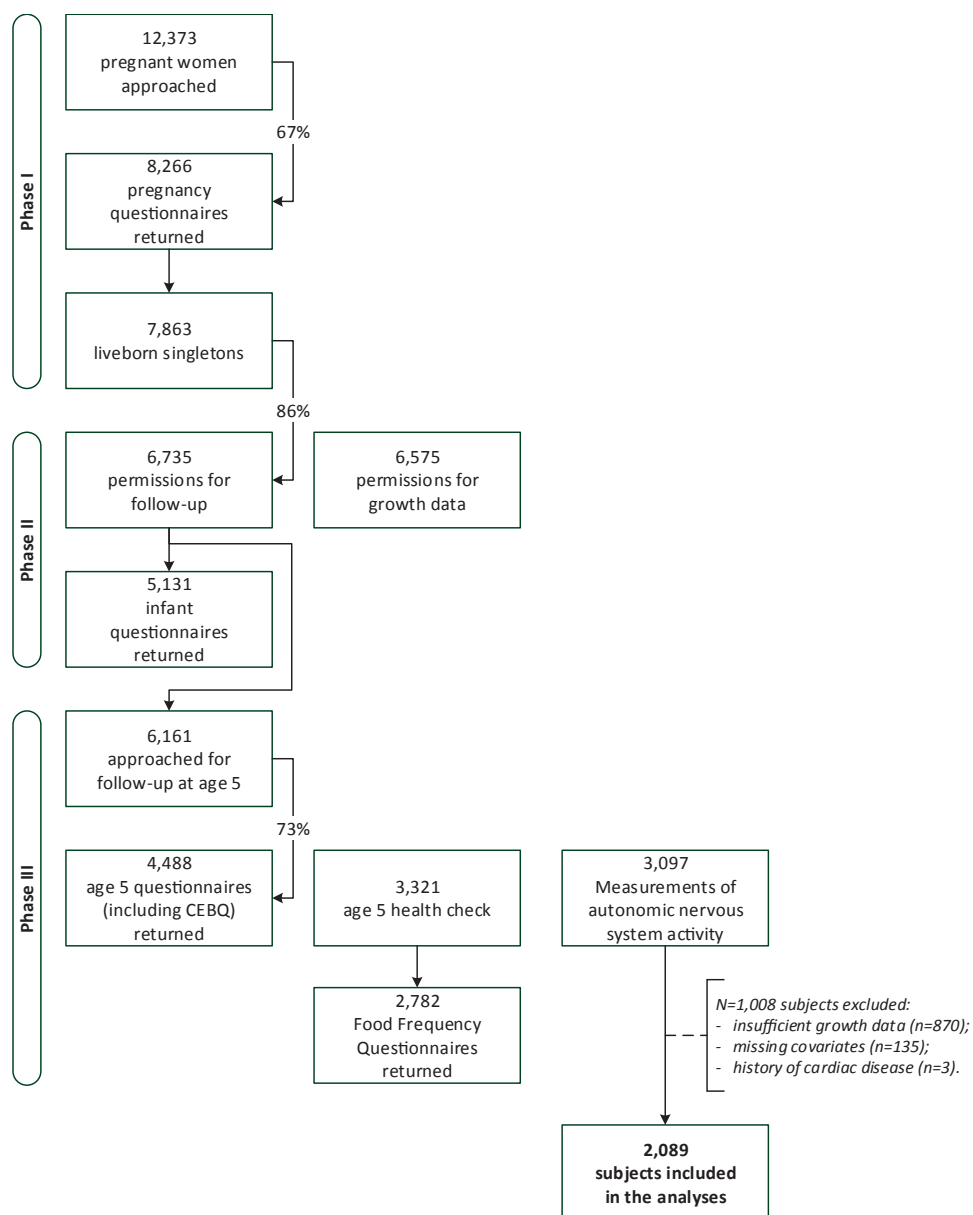 Phase I
12,373
pregnant women
approached
67%
8,266
pregnancy
questionnaires
returned
7,863
liveborn singletons
86%
Phase II
6,735
permissions for
follow-up
6,575
permissions for
growth data
5,131
infant
questionnaires
returned
Phase III
6,161
approached for
follow-up at age 5
73%
4,488
age 5 questionnaires
(including CEBQ)
returned
3,321
age 5 health check
3,097
Measurements of
autonomic nervous
system activity
2,782
Food Frequency
Questionnaires
returned
N=1,008 subjects excluded:
- insufficient growth data (n=870);
- missing covariates (n=135);
- history of cardiac disease (n=3).
2,089
subjects included
in the analyses